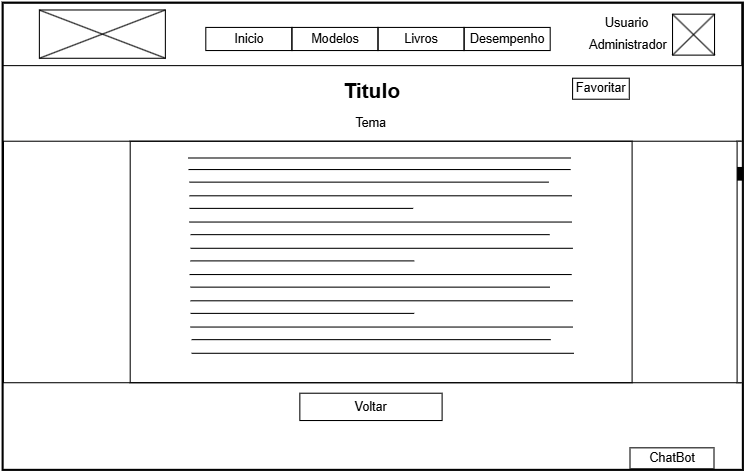 Inicio
Modelos
Livros
Desempenho
Usuario
Administrador
Titulo
Favoritar
Tema
Voltar
ChatBot